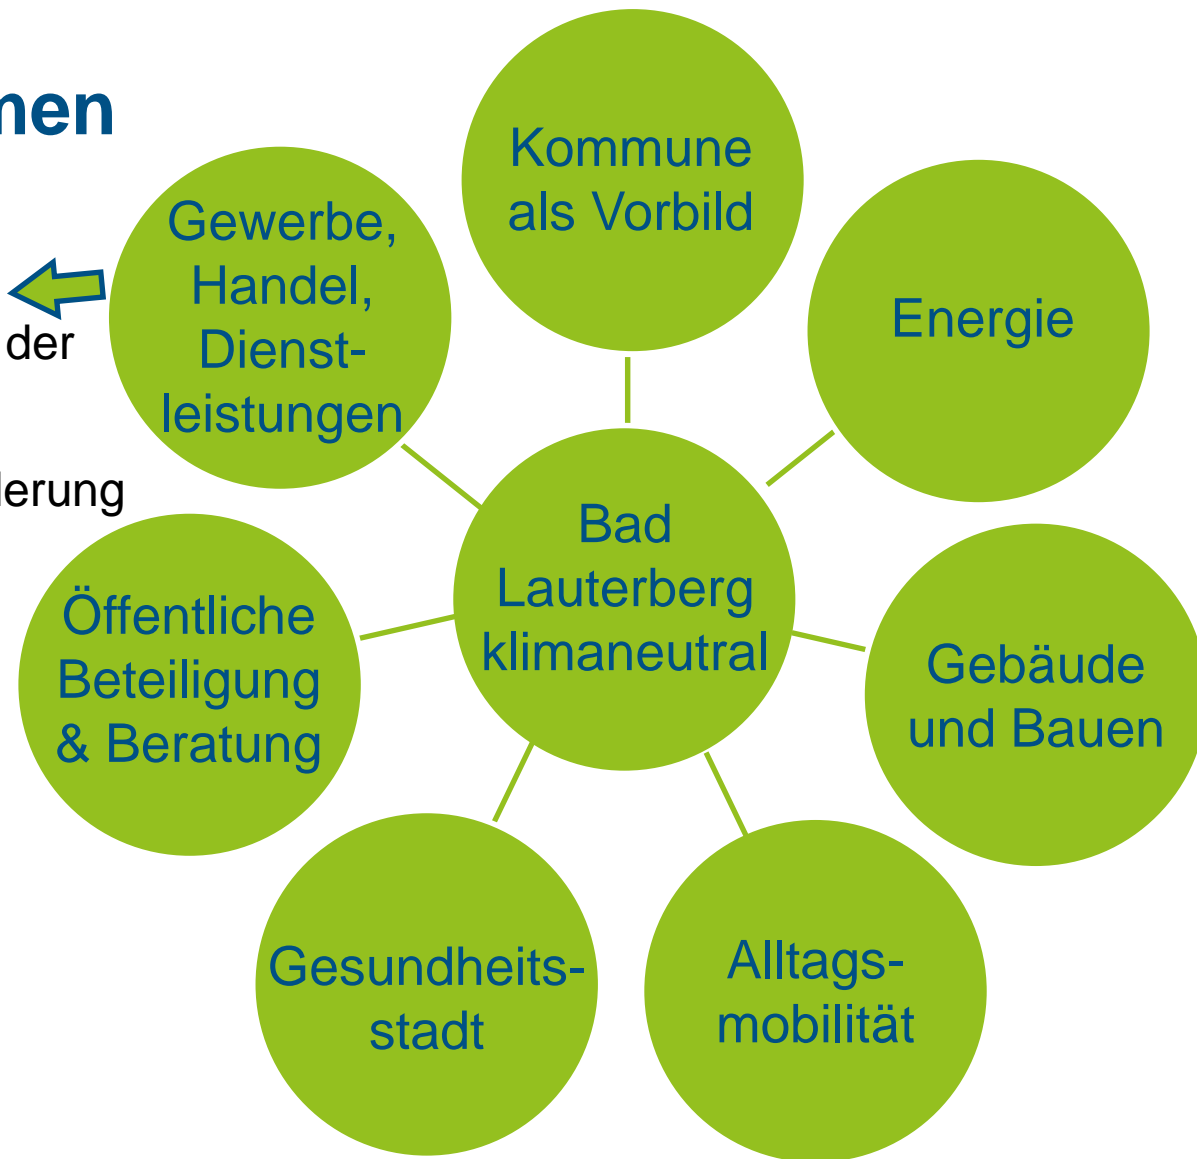 men
Kommune
als Vorbild
Gewerbe,
Handel,
Dienst-
leistungen
Energie
der
lerung
Bad
Lauterberg
klimaneutral
Öffentliche
Beteiligung
& Beratung
Gebäude
und Bauen
Gesundheits-
stadt
Alltags-
mobilität